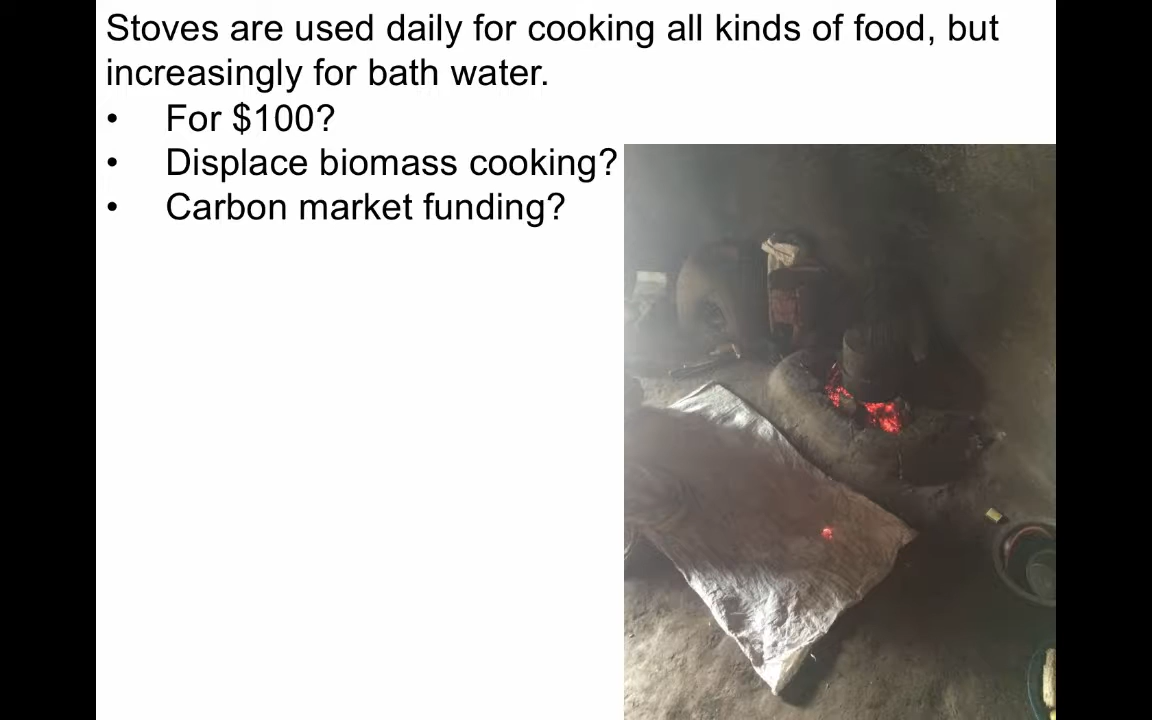 Stoves are used daily for cooking all kinds of food, but
increasingly for bath water.
• For $100?
• Displace biomass cooking?
• Carbon market funding?